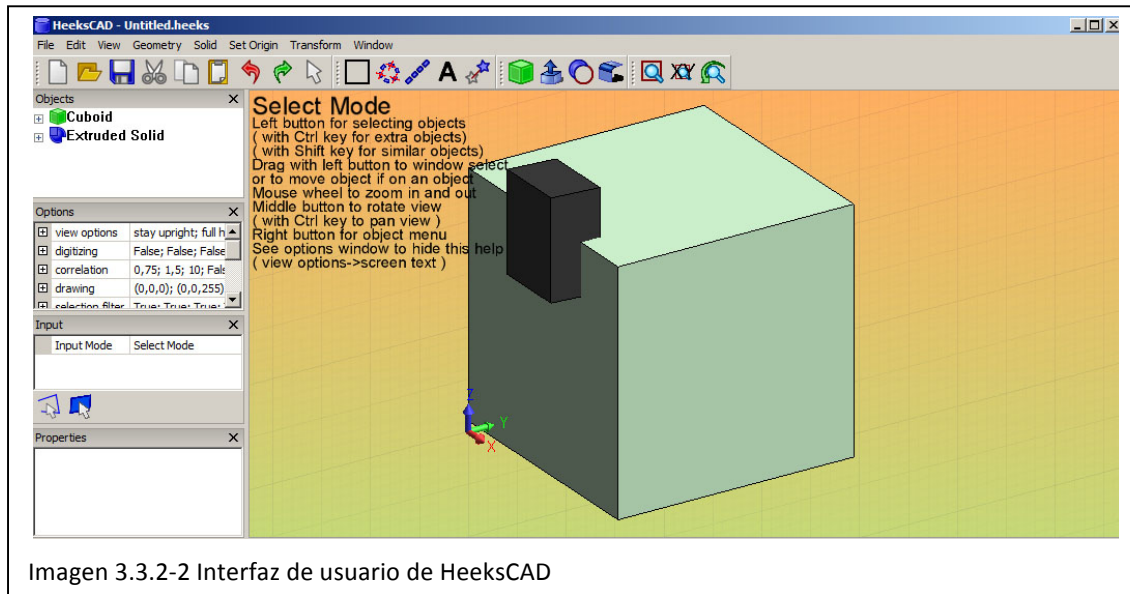 HeeksCAD - Untitled.heeks
File Edit View Geometry Solid Set Origin Transform Window
Objects
Cuboid
Extruded Solid
Options
view options stay upright; full h
digitizing False; False; False
correlation 0,75; 1,5; 10; Fals
drawing (0,0,0); (0,0,255)
selection filter True; True; True;
Input
Input Mode Select Mode
Properties
Select Mode
Left button for selecting objects
( with Ctrl key for extra objects)
( with Shift key for similar objects)
Drag with left button to window select
or to move object if on an object
Mouse wheel to zoom in and out
Middle button to rotate view
( with Ctrl key to pan view )
Right button for object menu
See options window to hide this help
( view options->screen text )
Z
Y
X
Imagen 3.3.2-2 Interfaz de usuario de HeeksCAD